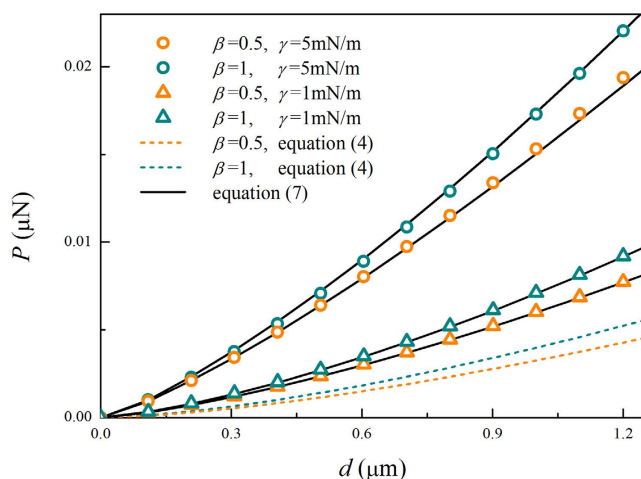 β=0.5, γ=5mN/m
β=1, γ=5mN/m
β=0.5, γ=1mN/m
β=1, γ=1mN/m
β=0.5, equation (4)
β=1, equation (4)
equation (7)
P (μN)
0.02
0.01
0.00
0.0 0.3 0.6 0.9 1.2
d (μm)